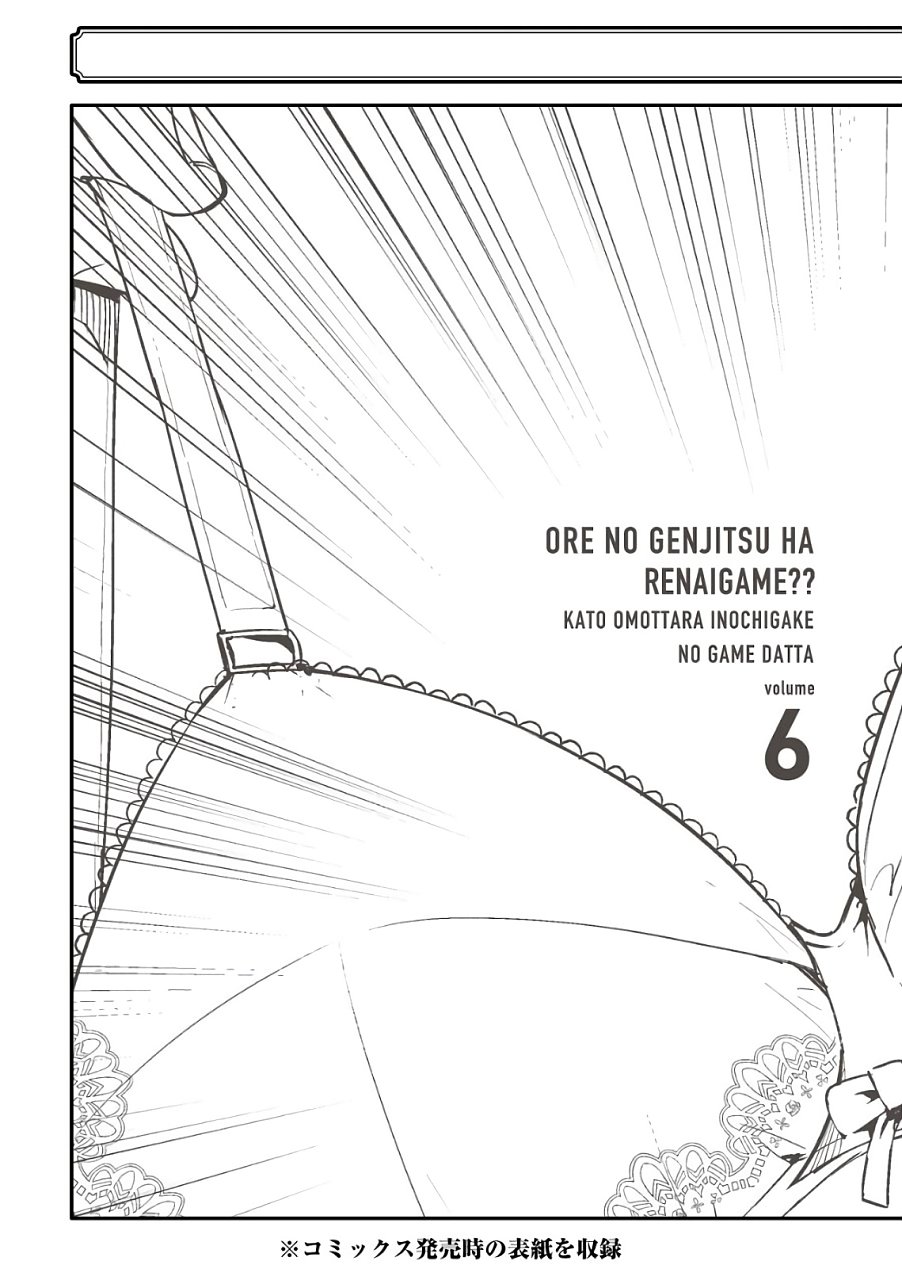 ORE NO GENJITSU HA
RENAIGAME??
KATO OMOTTARA INOCHIGAKE
NO GAME DATTA
volume
6
※コミックス発売時の表紙を収録